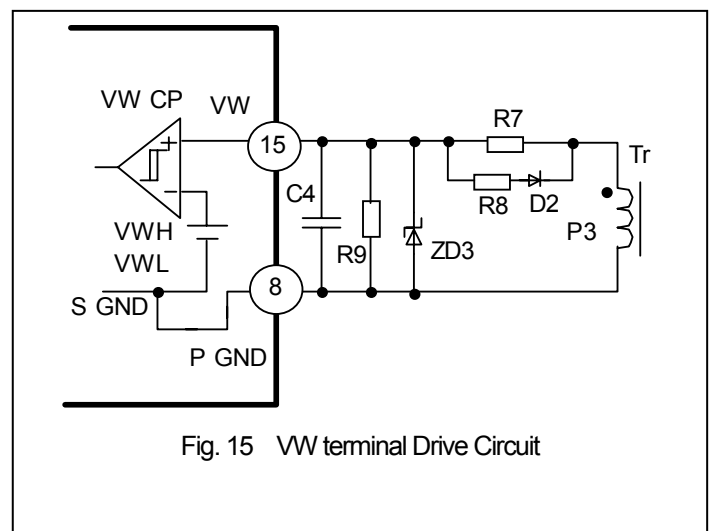 VW CP
VW
15
R7
Tr
C4
R8
D2
P3
VWH
R9
ZD3
VWL
8
S GND
P GND
Fig. 15 VW terminal Drive Circuit